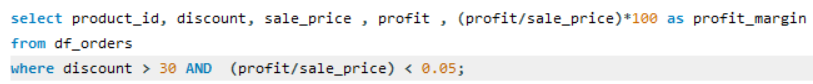 select product_id, discount, sale_price , profit , (profit/sale_price)*100 as profit_margin
from df_orders
where discount > 30 AND  (profit/sale_price) < 0.05;